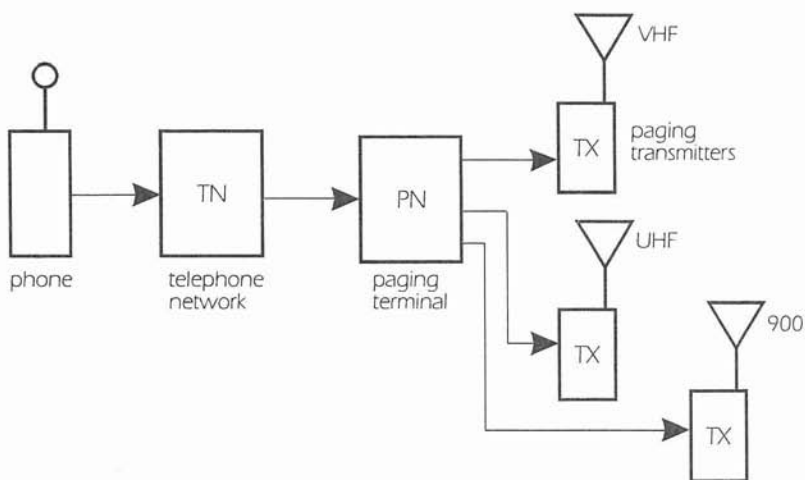 VHF
TX
paging
transmitters
TN
PN
phone
telephone
network
paging
terminal
UHF
TX
900
TX